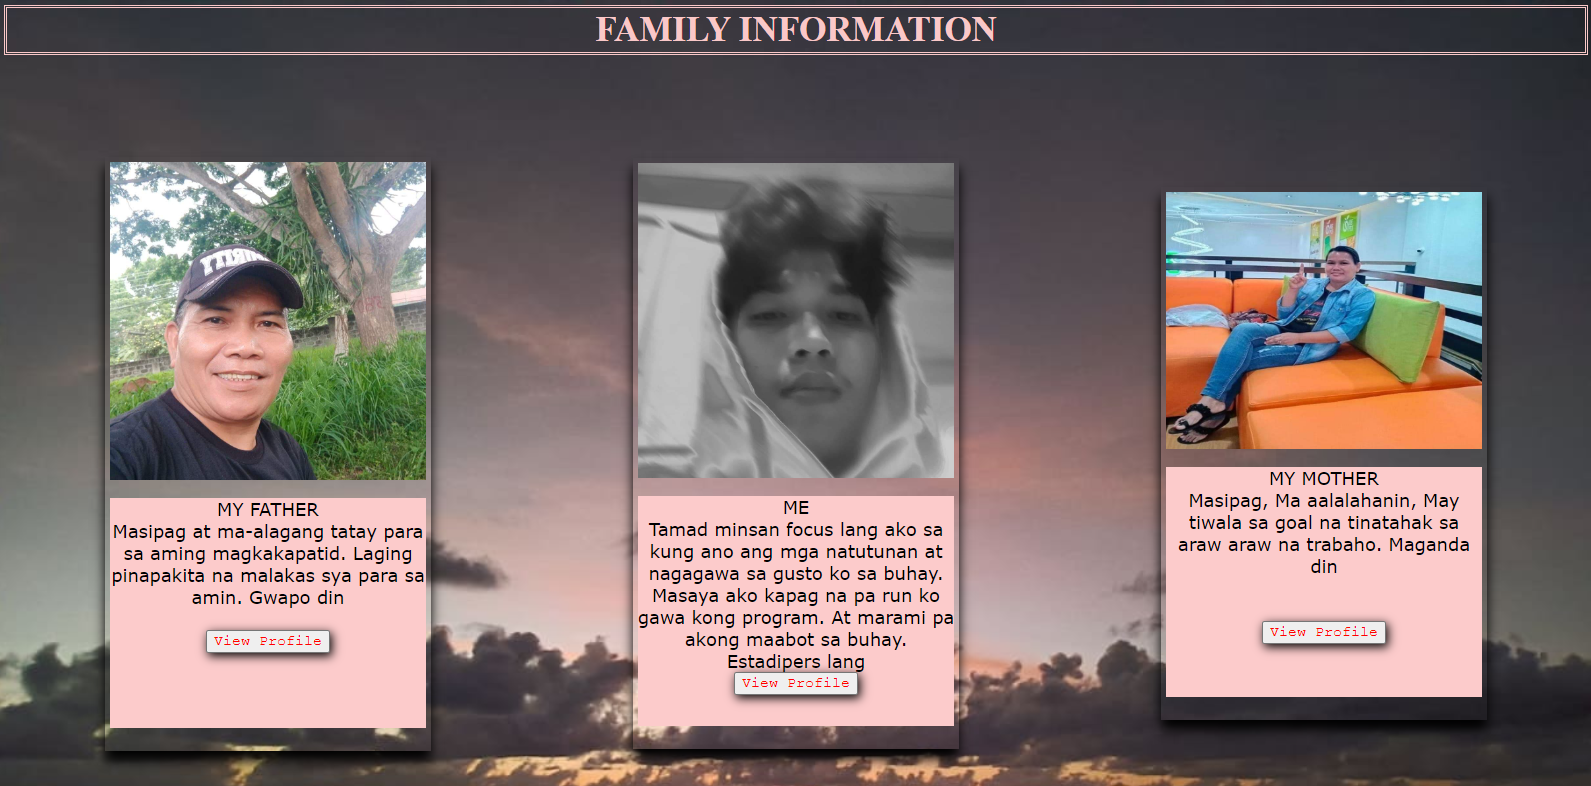 FAMILY INFORMATION
MY FATHER
Masipag at ma-alagang tatay para
sa aming magkakapatid. Laging
pinapakita na malakas sya para sa
amin. Gwapo din
View Profile
ME
Tamad minsan focus lang ako sa
kung ano ang mga natutunan at
nagagawa sa gusto ko sa buhay.
Masaya ako kapag na pa run ko
gawa kong program. At marami pa
akong maabot sa buhay.
Estadipers lang
View Profile
MY MOTHER
Masipag, Ma aalalahanin, May
tiwala sa goal na tinatahak sa
araw araw na trabaho. Maganda
din
View Profile